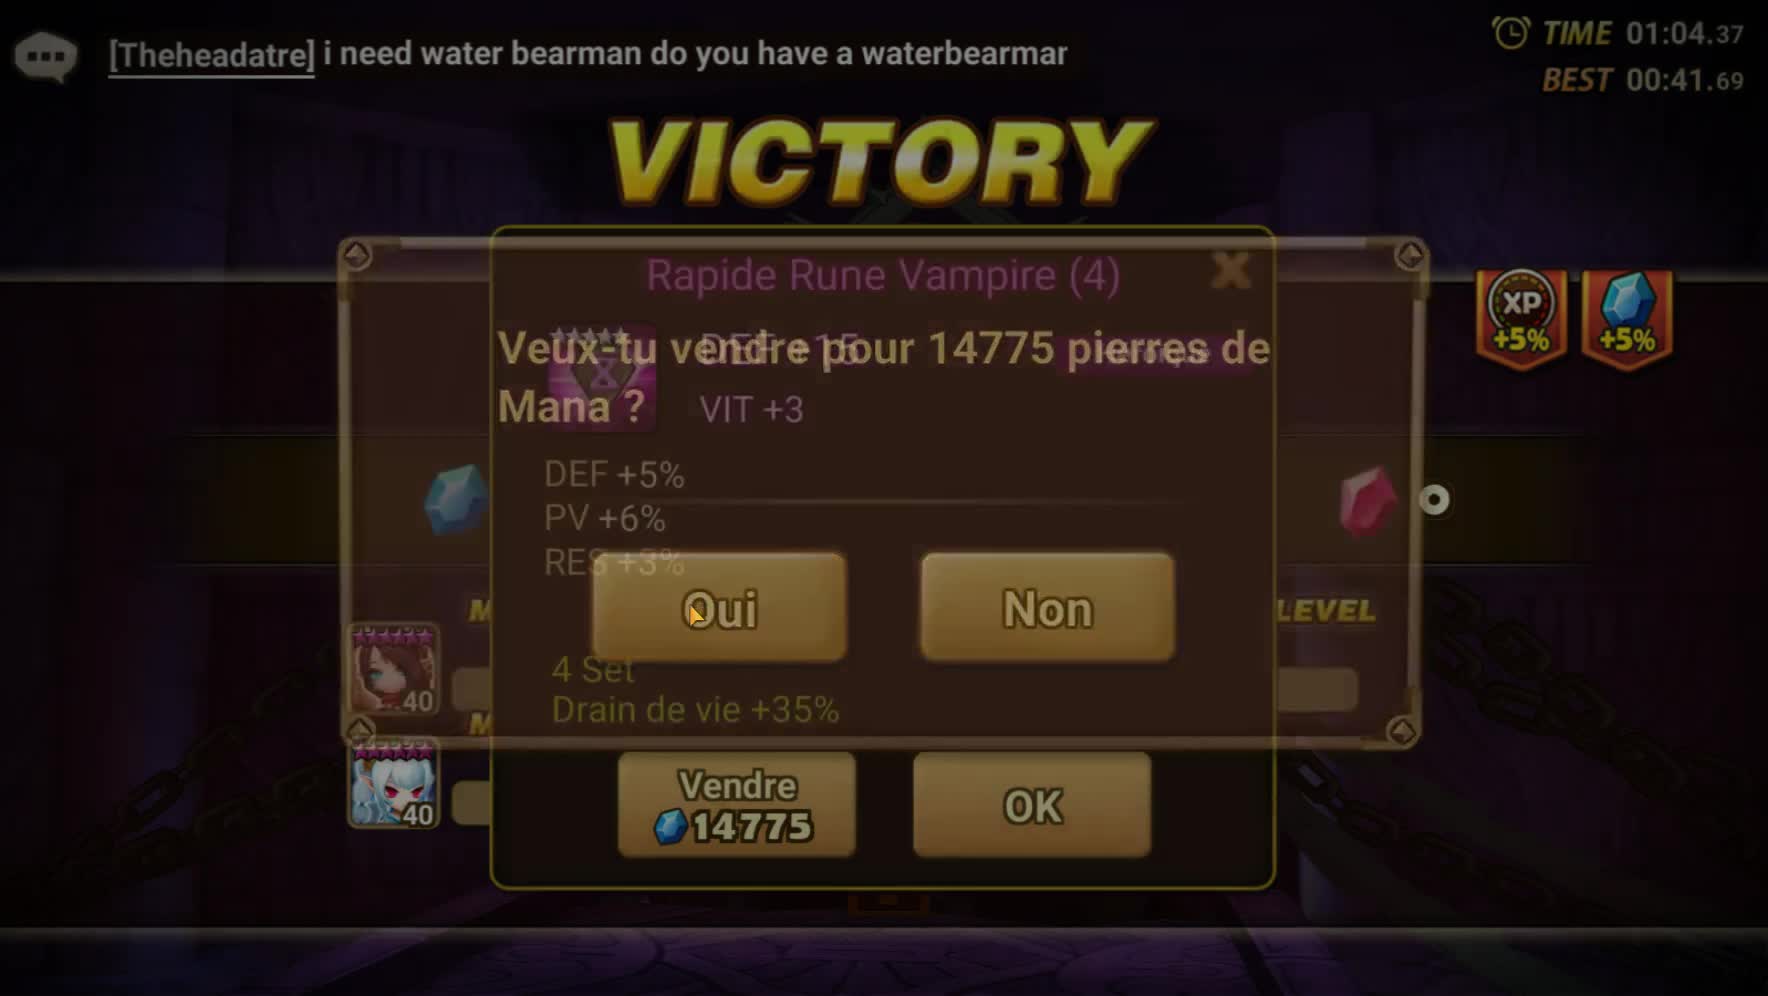 [Theheadatre] i need water bearman do you have a waterbearmar
TIME 01:04.37
BEST 00:41.69
VICTORY
Rapide Rune Vampire (4)
XP
+5%
+5%
Veux-tu vendre pour 14775 pierres de
Mana ?
VIT +3
DEF +5%
PV +6%
RES +3%
Oui
Non
M
LEVEL
40
4 Set
Drain de vie +35%
M
40
Vendre
14775
OK